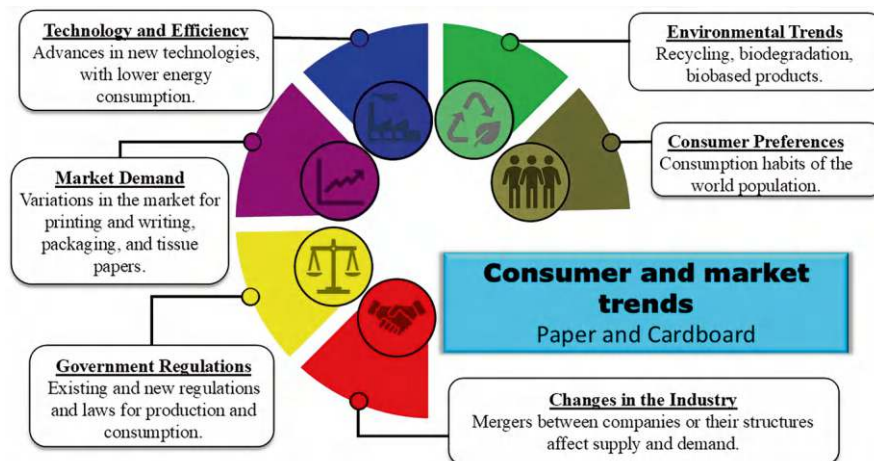 Technology and Efficiency
Advances in new technologies,
with lower energy
consumption.
Environmental Trends
Recycling, biodegradation,
biobased products.
Market Demand
Variations in the market for
printing and writing,
packaging, and tissue
papers.
Consumer Preferences
Consumption habits of the
world population.
Consumer and market
trends
Paper and Cardboard
Government Regulations
Existing and new regulations
and laws for production and
consumption.
Changes in the Industry
Mergers between companies or their structures
affect supply and demand.